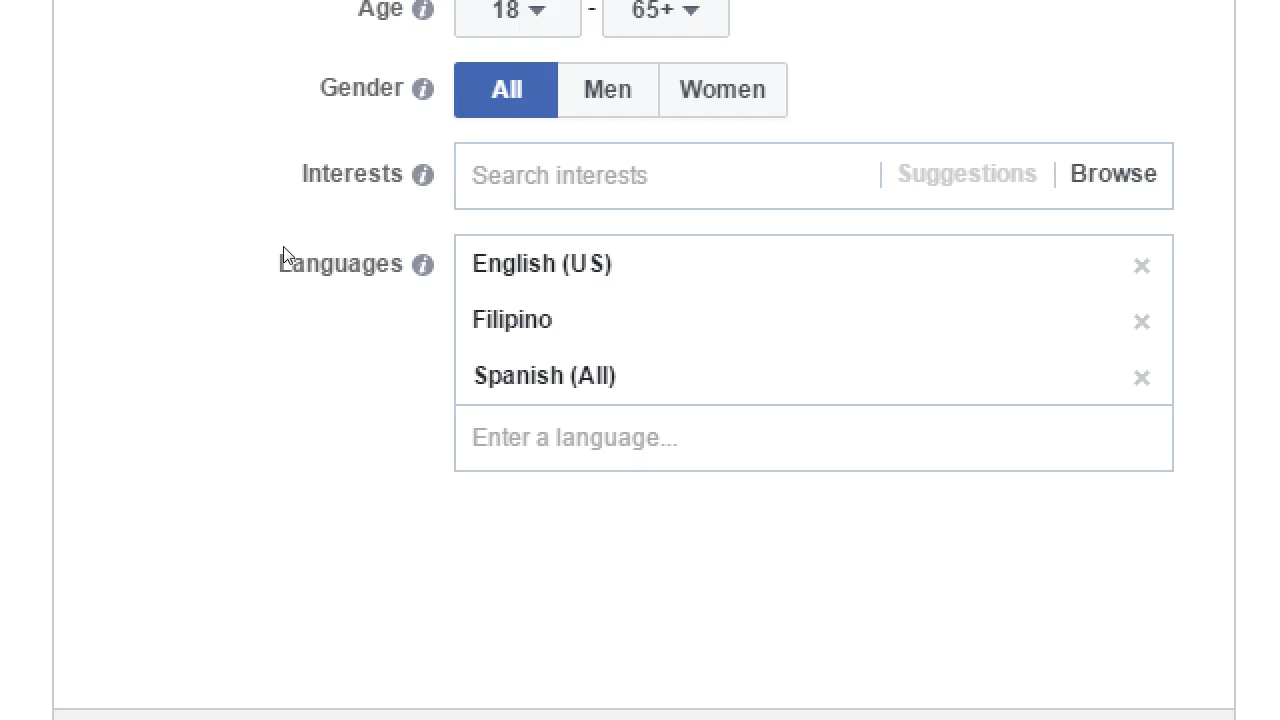 Age 18 - 65+
Gender All Men Women
Interests Search interests Suggestions Browse
Languages English (US)
Filipino
Spanish (All)
Enter a language...